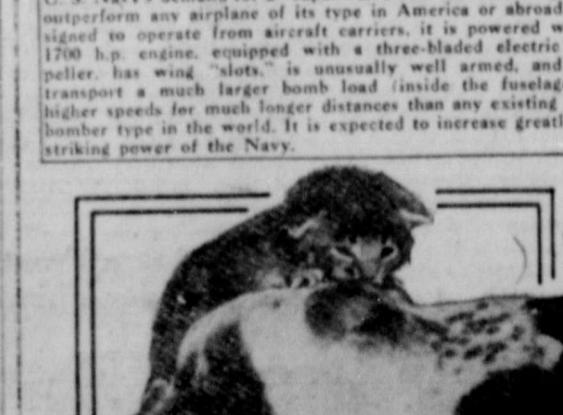 outperform any airplane of its type in America or abroad
signed to operate from aircraft carriers, it is powered w
1700 h.p. engine, equipped with a three-bladed electric
peller, has wing "slots," is unusually well armed, and
transport a much larger bomb load (inside the fuselag
higher speeds for much longer distances than any existing
bomber type in the world. It is expected to increase greatl
striking power of the Navy.